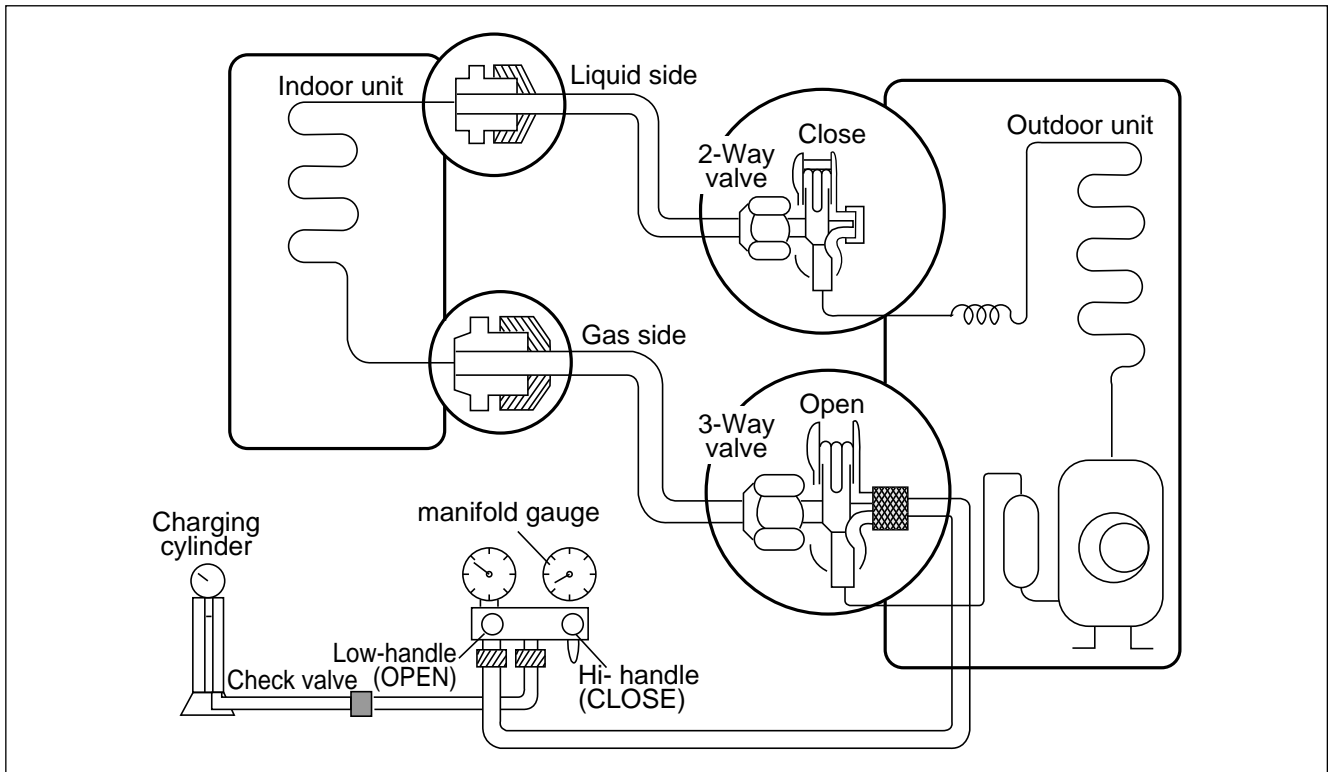 Indoor unit
Liquid side
2-Way
valve
Close
Outdoor unit
Gas side
3-Way
valve
Open
Charging
cylinder
manifold gauge
Low-handle
(OPEN)
Check valve
Hi- handle
(CLOSE)